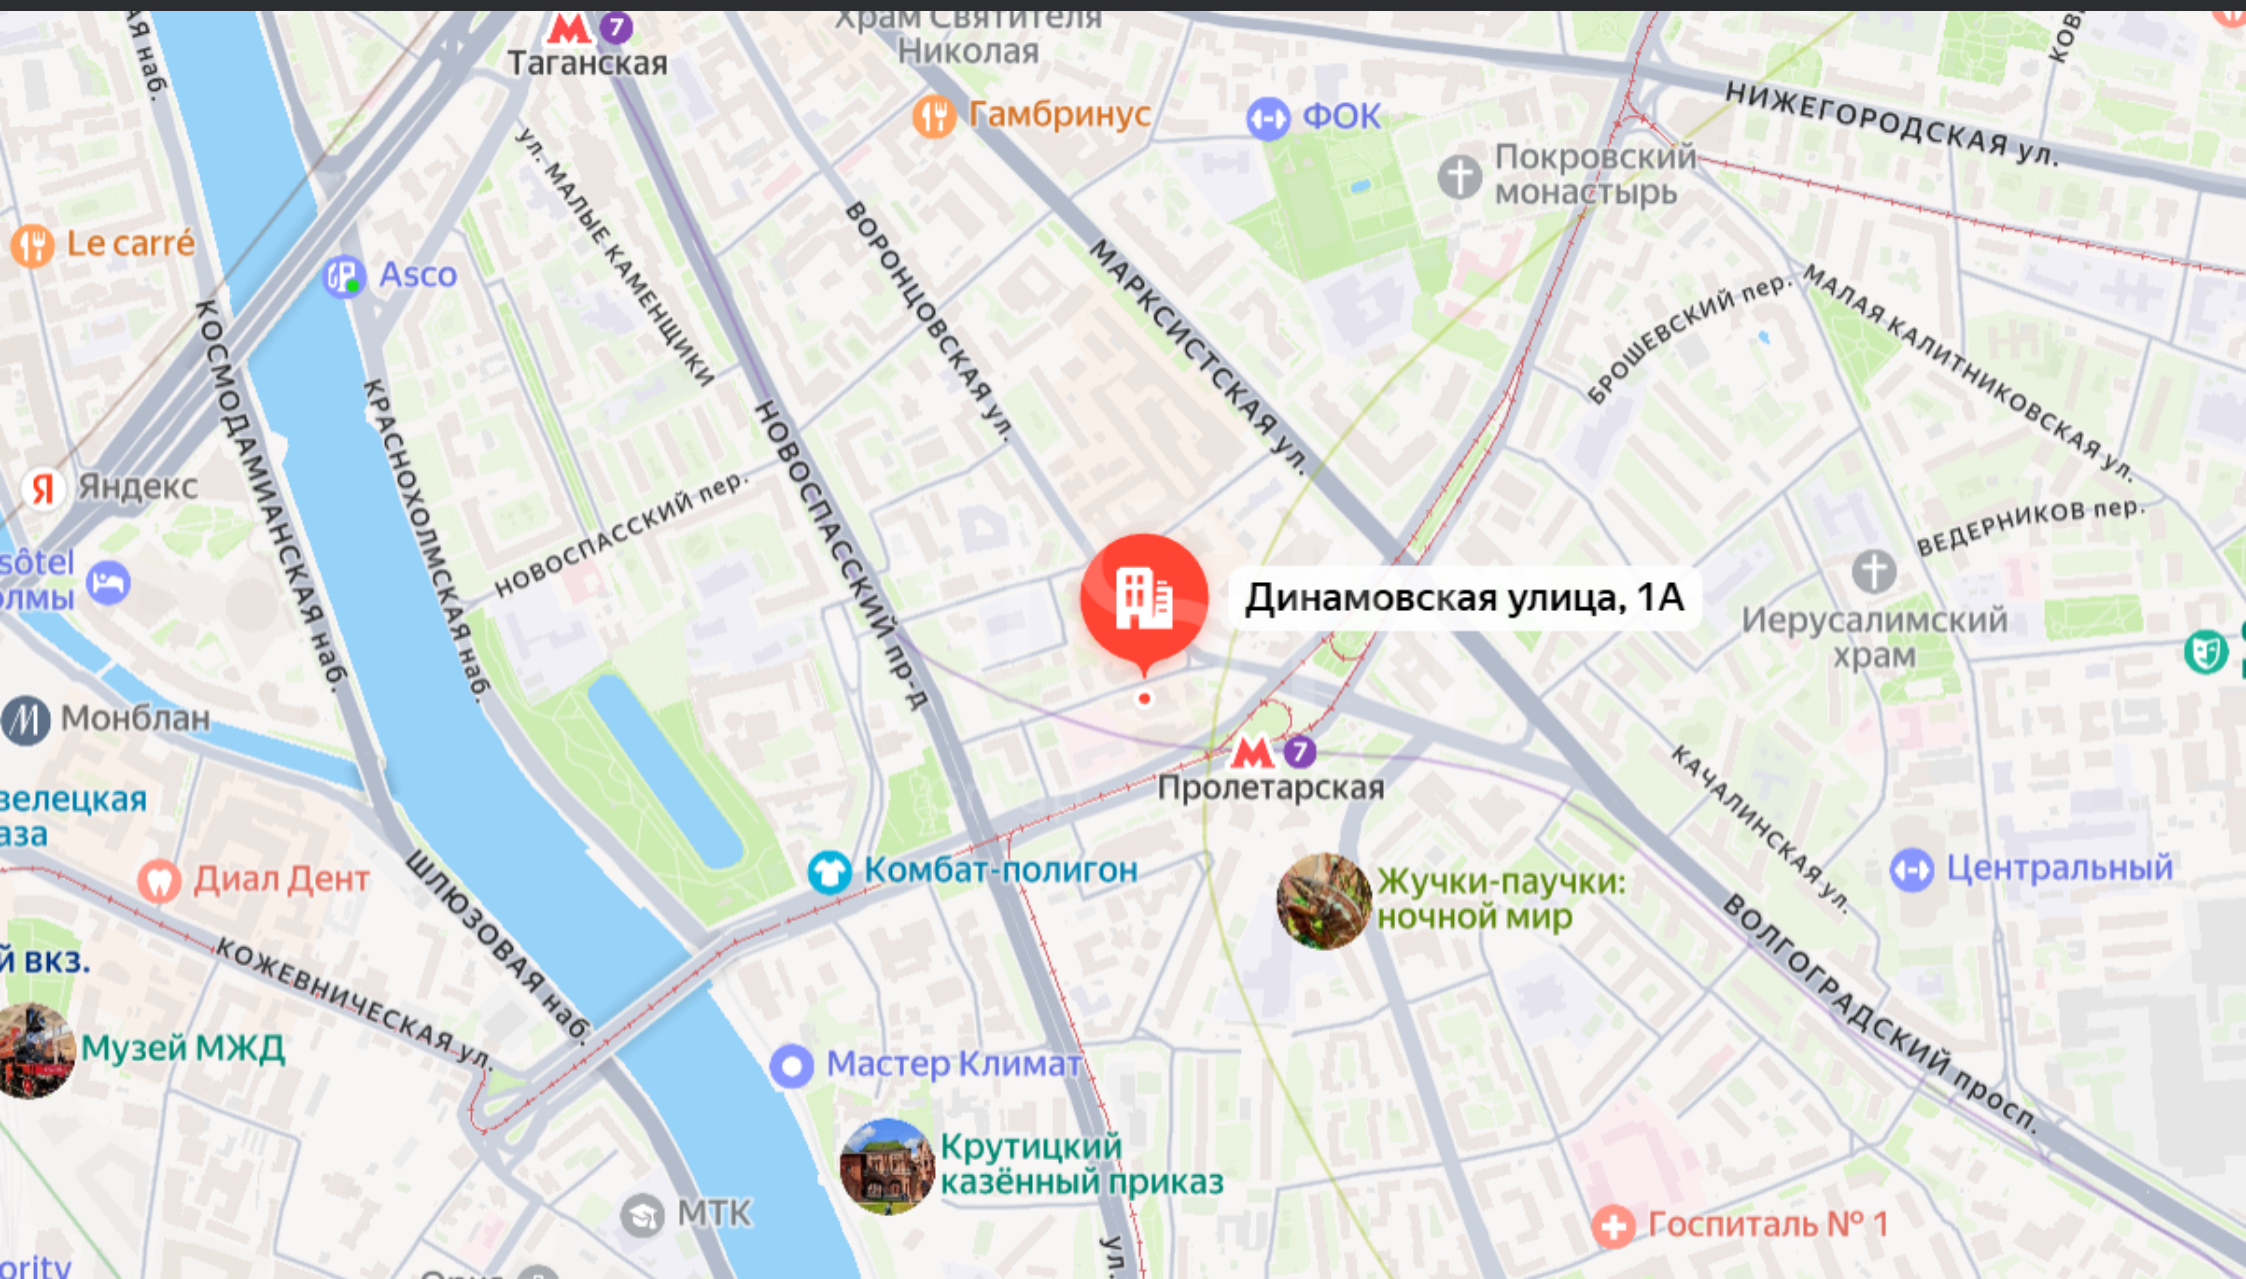 Храм Святителя
Николая
7
Таганская
Гамбринус
ФОК
НИЖЕГОРОДСКАЯ ул.
Покровский
монастырь
ул. МАЛЫЕ КАМЕНЩИКИ
ВОРОНЦОВСКАЯ ул.
МАРКСИСТСКАЯ ул.
Le carré
Asco
БРОШЕВСКИЙ пер.
МАЛАЯ КАЛИТНИКОВСКАЯ ул.
КОСМОДАМИАНСКАЯ наб.
КРАСНОХОЛМСКАЯ наб.
НОВОСПАССКИЙ пр-д
Я
Яндекс
НОВОСПАССКИЙ пер.
ВЕДЕРНИКОВ пер.
Динамовская улица, 1А
Иерусалимский
храм
Монблан
7
Пролетарская
КАЧАЛИНСКАЯ ул.
Диал Дент
Комбат-полигон
Жучки-паучки:
ночной мир
Центральный
ШЛЮЗОВАЯ наб.
ВОЛГОГРАДСКИЙ просп.
й вкз.
КОЖЕВНИЧЕСКАЯ ул.
Музей МЖД
Мастер Климат
Крутицкий
казённый приказ
МТК
Госпиталь № 1
ул.